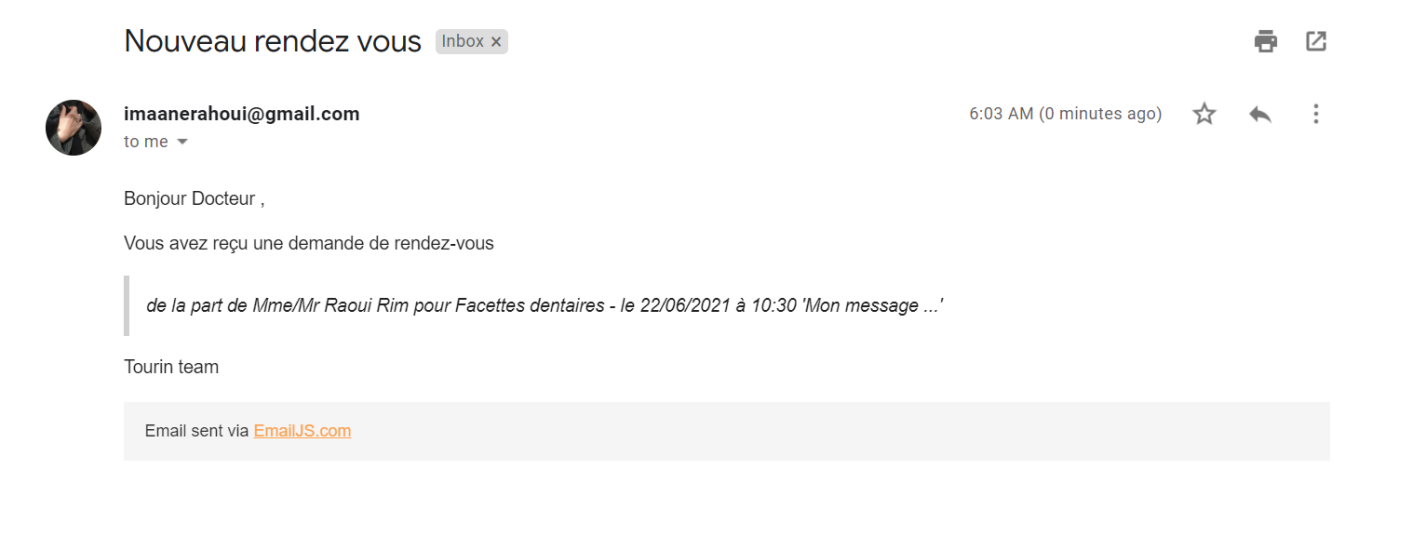 Nouveau rendez vous Inbox x
imaanerahoui@gmail.com 6:03 AM (0 minutes ago)
to me
Bonjour Docteur ,
Vous avez reçu une demande de rendez-vous
de la part de Mme/Mr Raoui Rim pour Facettes dentaires - le 22/06/2021 à 10:30 'Mon message ...'
Tourin team
Email sent via EmailJS.com